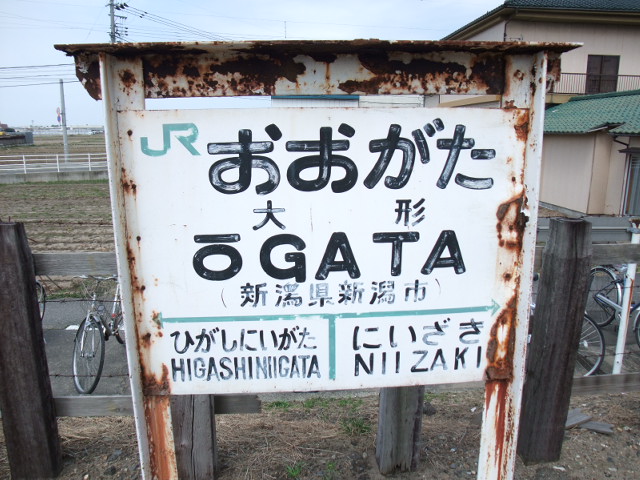 JR おおがた
大形
ŌGATA
(新潟県新潟市)
ひがしにいがた にいざき
HIGASHINIIGATA NIIZAKI